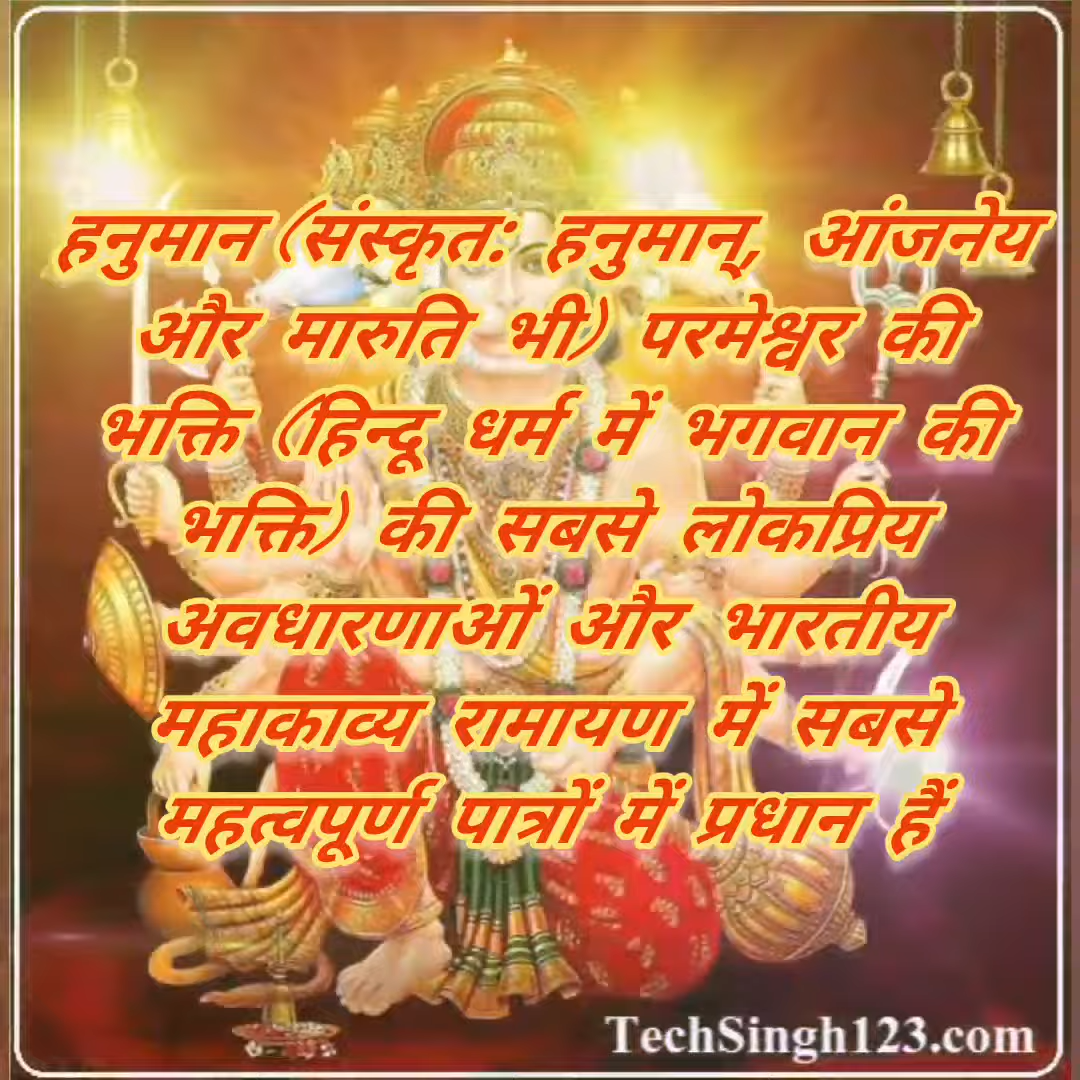 हनुमान (संस्कृत: हनुमान्, आंजनेय
और मारुति भी) परमेश्वर की
भक्ति (हिन्दू धर्म में भगवान की
भक्ति) की सबसे लोकप्रिय
अवधारणाओं और भारतीय
महाकाव्य रामायण में सबसे
महत्वपूर्ण पात्रों में प्रधान हैं
TechSingh123.com